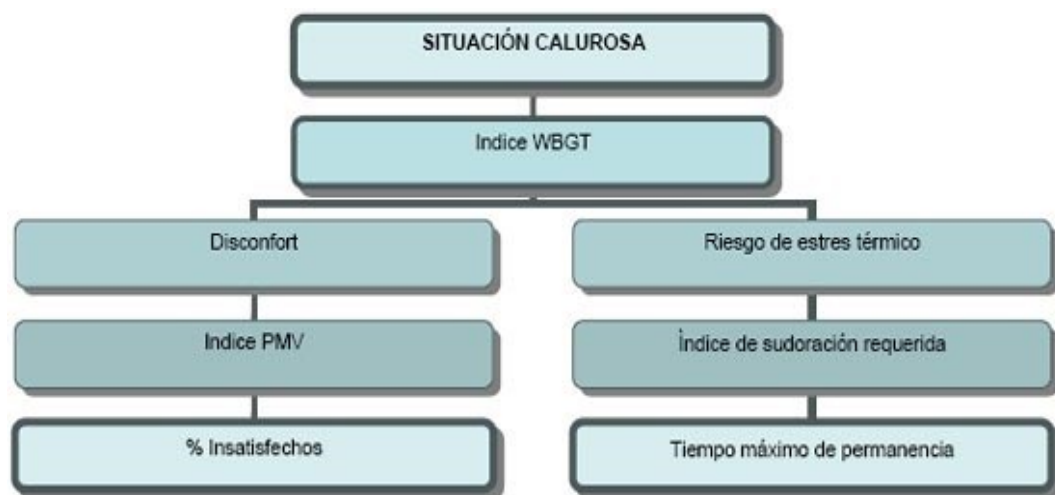 SITUACIÓN CALUROSA
Indice WBGT
Disconfort
Riesgo de estres térmico
Indice PMV
Índice de sudoración requerida
% Insatisfechos
Tiempo máximo de permanencia